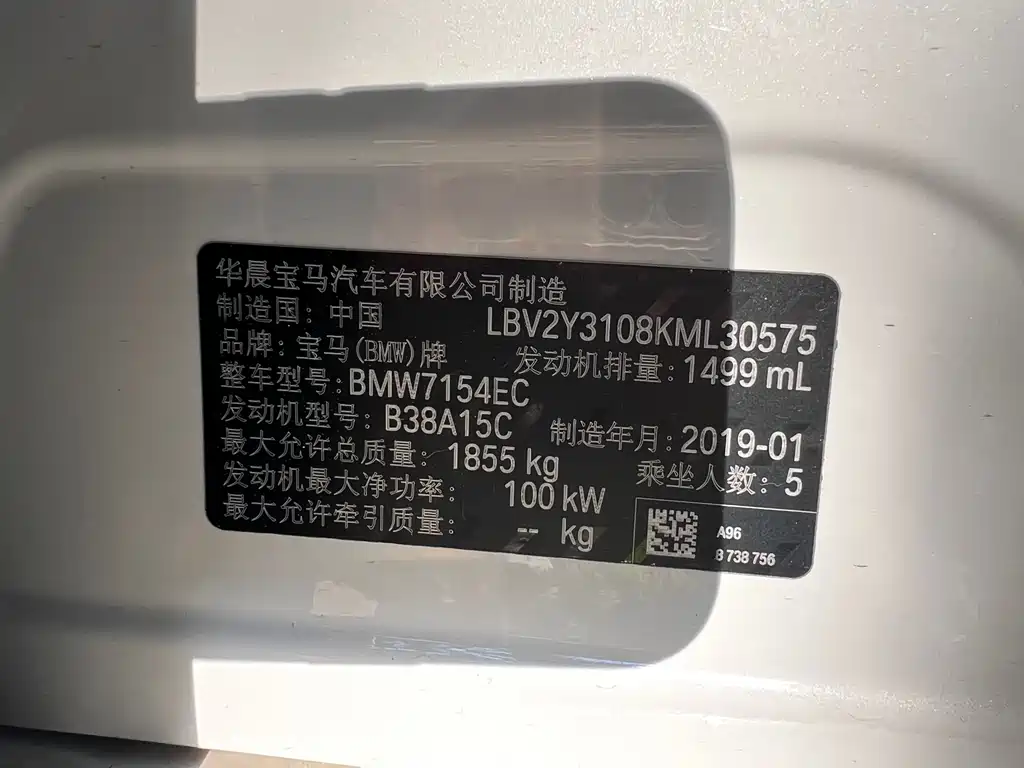 华晨宝马汽车有限公司制造
制造国：中国 LBV2Y3108KML30575
品牌：宝马(BMW)牌 发动机排量：1499 mL
整车型号：BMW7154EC
发动机型号：B38A15C 制造年月：2019-01
最大允许总质量：1855 kg 乘坐人数：5
发动机最大净功率：100 kW
最大允许牵引质量：-- kg
A96
8 738 756